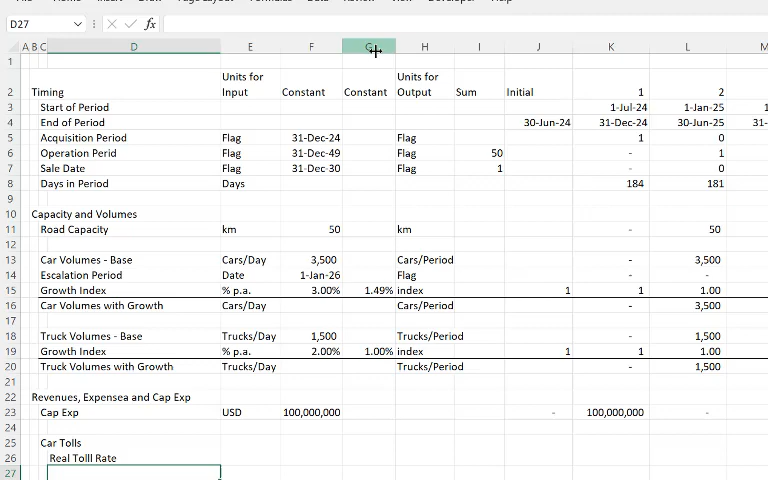 D27 fx
A B C D E F G H I J K L M
1
Units for Units for
2 Timing Input Constant Constant Output Sum Initial 1 2
3 Start of Period 1-Jul-24 1-Jan-25 1
4 End of Period 30-Jun-24 31-Dec-24 30-Jun-25 31-
5 Acquisition Period Flag 31-Dec-24 Flag 1 0
6 Operation Perid Flag 31-Dec-49 Flag 50 - 1
7 Sale Date Flag 31-Dec-30 Flag 1 - 0
8 Days in Period Days 184 181
9
10 Capacity and Volumes
11 Road Capacity km 50 km - 50
12
13 Car Volumes - Base Cars/Day 3,500 Cars/Period - 3,500
14 Escalation Period Date 1-Jan-26 Flag - -
15 Growth Index % p.a. 3.00% 1.49% index 1 1 1.00
16 Car Volumes with Growth Cars/Day Cars/Period - 3,500
17
18 Truck Volumes - Base Trucks/Day 1,500 Trucks/Period - 1,500
19 Growth Index % p.a. 2.00% 1.00% index 1 1 1.00
20 Truck Volumes with Growth Trucks/Day Trucks/Period - 1,500
21
22 Revenues, Expensea and Cap Exp
23 Cap Exp USD 100,000,000 - 100,000,000 -
24
25 Car Tolls
26 Real Tolll Rate
27